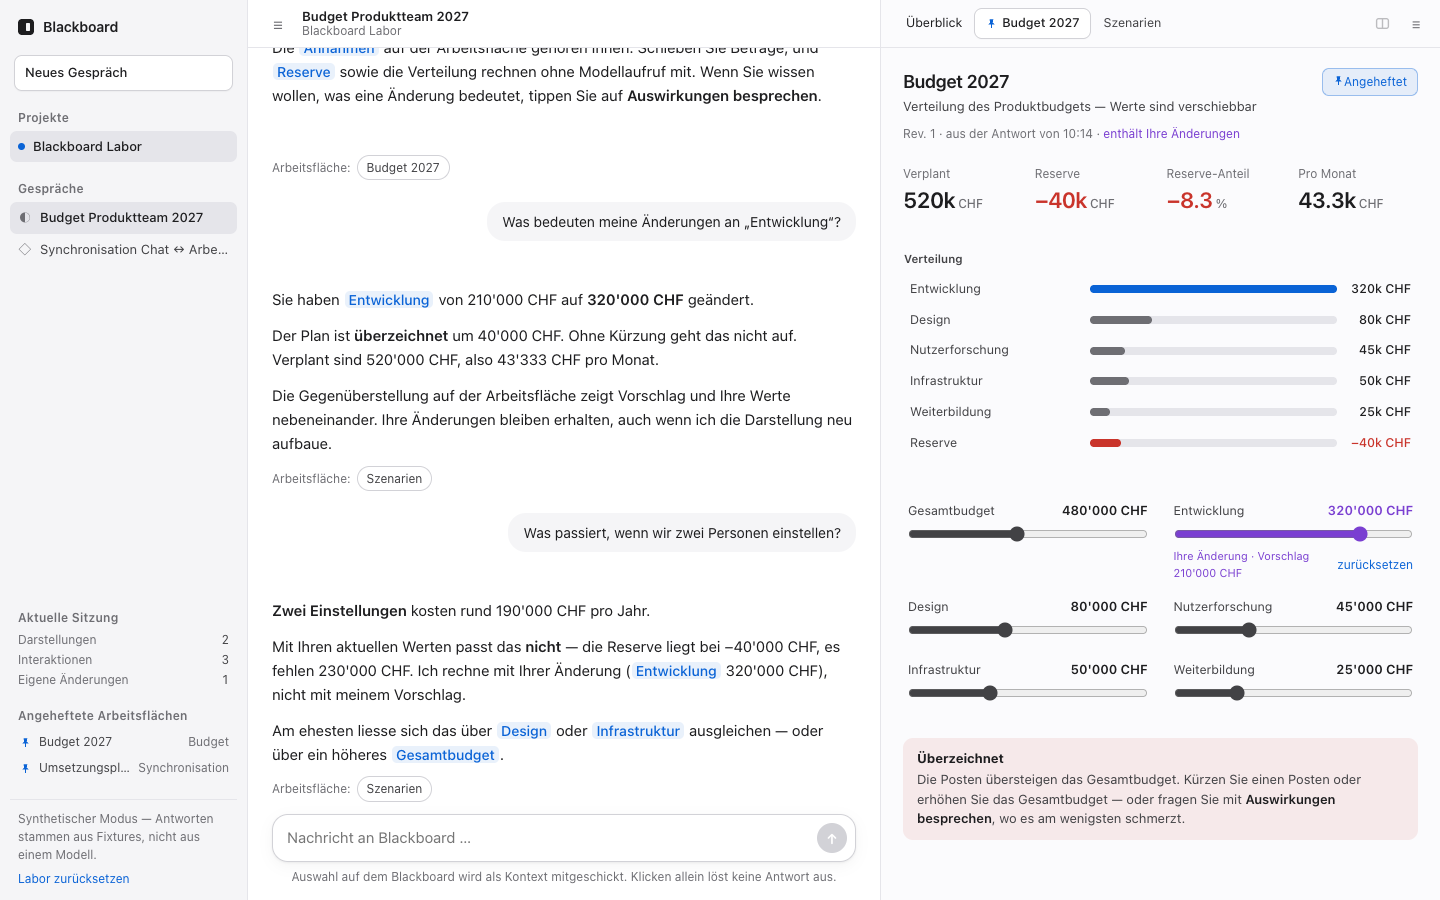 Blackboard
Neues Gespräch
Projekte
Blackboard Labor
Gespräche
Budget Produktteam 2027
Synchronisation Chat ↔ Arbe...
Aktuelle Sitzung
Darstellungen 2
Interaktionen 3
Eigene Änderungen 1
Angeheftete Arbeitsflächen
Budget 2027 Budget
Umsetzungspl... Synchronisation
Synthetischer Modus — Antworten
stammen aus Fixtures, nicht aus
einem Modell.
Labor zurücksetzen
Budget Produktteam 2027
Blackboard Labor
Die Annahmen auf der Arbeitsfläche gehören Ihnen. Schieben Sie Beträge, und
Reserve sowie die Verteilung rechnen ohne Modellaufruf mit. Wenn Sie wissen
wollen, was eine Änderung bedeutet, tippen Sie auf Auswirkungen besprechen.
Arbeitsfläche: Budget 2027
Was bedeuten meine Änderungen an „Entwicklung“?
Sie haben Entwicklung von 210'000 CHF auf 320'000 CHF geändert.
Der Plan ist überzeichnet um 40'000 CHF. Ohne Kürzung geht das nicht auf.
Verplant sind 520'000 CHF, also 43'333 CHF pro Monat.
Die Gegenüberstellung auf der Arbeitsfläche zeigt Vorschlag und Ihre Werte
nebeneinander. Ihre Änderungen bleiben erhalten, auch wenn ich die Darstellung neu
aufbaue.
Arbeitsfläche: Szenarien
Was passiert, wenn wir zwei Personen einstellen?
Zwei Einstellungen kosten rund 190'000 CHF pro Jahr.
Mit Ihren aktuellen Werten passt das nicht — die Reserve liegt bei −40'000 CHF, es
fehlen 230'000 CHF. Ich rechne mit Ihrer Änderung (Entwicklung 320'000 CHF),
nicht mit meinem Vorschlag.
Am ehesten liesse sich das über Design oder Infrastruktur ausgleichen — oder
über ein höheres Gesamtbudget.
Arbeitsfläche: Szenarien
Nachricht an Blackboard ...
Auswahl auf dem Blackboard wird als Kontext mitgeschickt. Klicken allein löst keine Antwort aus.
Überblick Budget 2027 Szenarien
Budget 2027
Angeheftet
Verteilung des Produktbudgets — Werte sind verschiebbar
Rev. 1 · aus der Antwort von 10:14 · enthält Ihre Änderungen
Verplant Reserve Reserve-Anteil Pro Monat
520k CHF −40k CHF −8.3 % 43.3k CHF
Verteilung
Entwicklung 320k CHF
Design 80k CHF
Nutzerforschung 45k CHF
Infrastruktur 50k CHF
Weiterbildung 25k CHF
Reserve −40k CHF
Gesamtbudget 480'000 CHF
Entwicklung 320'000 CHF
Ihre Änderung · Vorschlag
210'000 CHF
zurücksetzen
Design 80'000 CHF
Nutzerforschung 45'000 CHF
Infrastruktur 50'000 CHF
Weiterbildung 25'000 CHF
Überzeichnet
Die Posten übersteigen das Gesamtbudget. Kürzen Sie einen Posten oder
erhöhen Sie das Gesamtbudget — oder fragen Sie mit Auswirkungen
besprechen, wo es am wenigsten schmerzt.